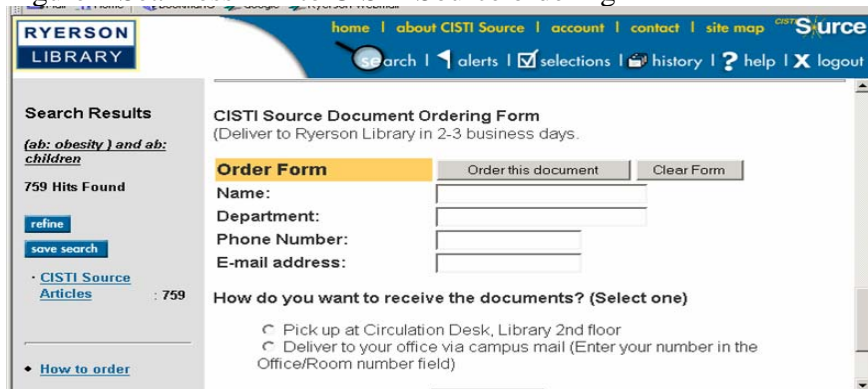 RYERSON
LIBRARY
home | about CISTI Source | account | contact | site map
CISTI Source
search | alerts | selections | history | ? help | X logout
Search Results
(ab: obesity ) and ab:
children
759 Hits Found
refine
save search
· CISTI Source
Articles : 759
• How to order
CISTI Source Document Ordering Form
(Deliver to Ryerson Library in 2-3 business days.
Order Form
Order this document
Clear Form
Name:
Department:
Phone Number:
E-mail address:
How do you want to receive the documents? (Select one)
Pick up at Circulation Desk, Library 2nd floor
Deliver to your office via campus mail (Enter your number in the
Office/Room number
field)